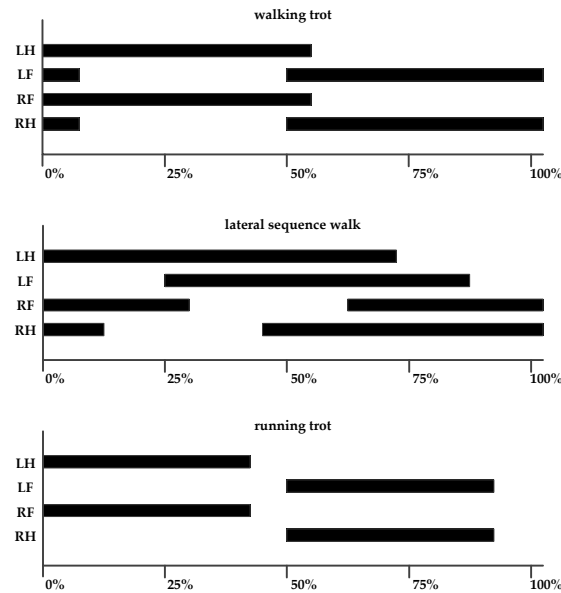 walking trot
LH
LF
RF
RH
0% 25% 50% 75% 100%
lateral sequence walk
LH
LF
RF
RH
0% 25% 50% 75% 100%
running trot
LH
LF
RF
RH
0% 25% 50% 75% 100%